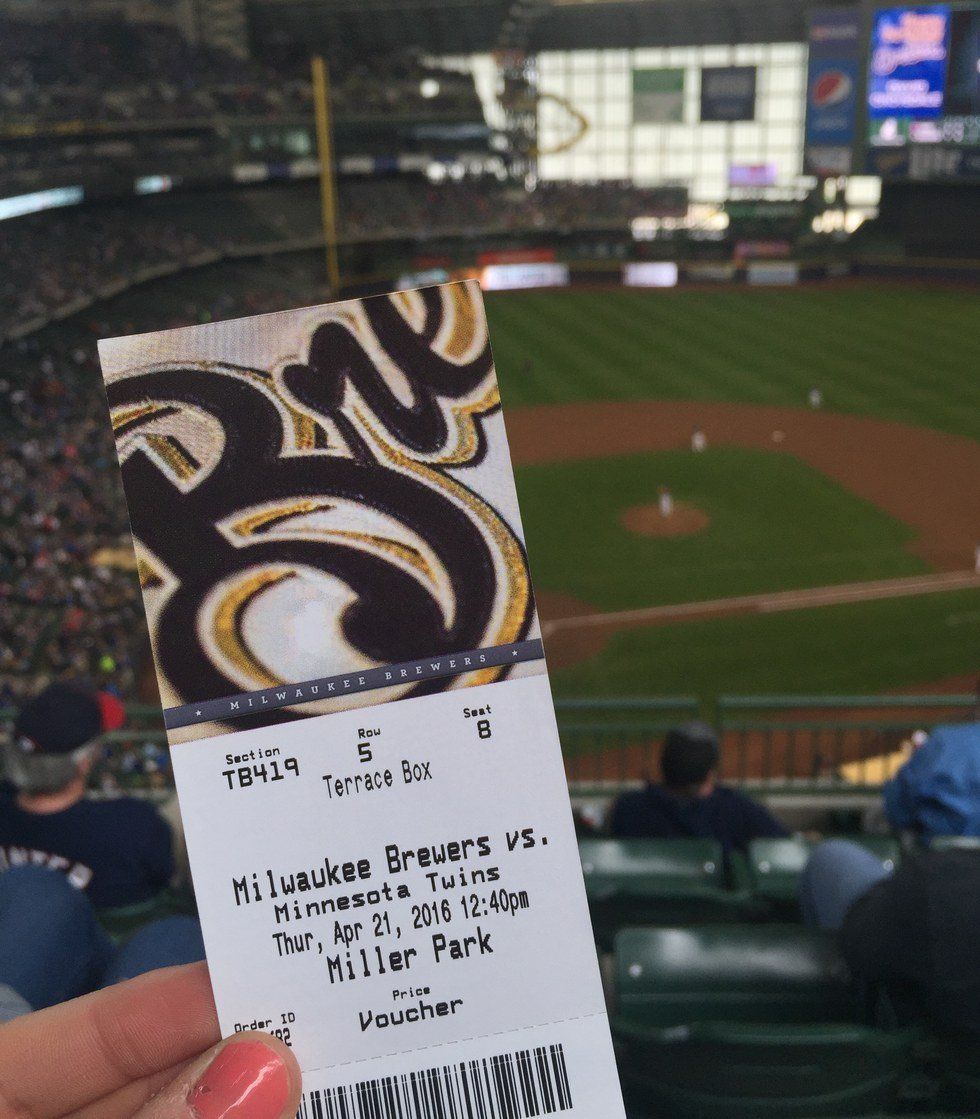 Bre
★ MILWAUKEE BREWERS ★
Section Row Seat
TB419 5 8
Terrace Box
Milwaukee Brewers vs.
Minnesota Twins
Thur, Apr 21, 2016 12:40pm
Miller Park
Price
Voucher
Order ID